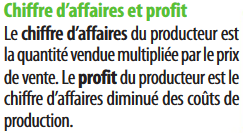 Chiffre d’affaires et profit
Le chiffre d’affaires du producteur est
la quantité vendue multipliée par le prix
de vente. Le profit du producteur est le
chiffre d’affaires diminué des coûts de
production.